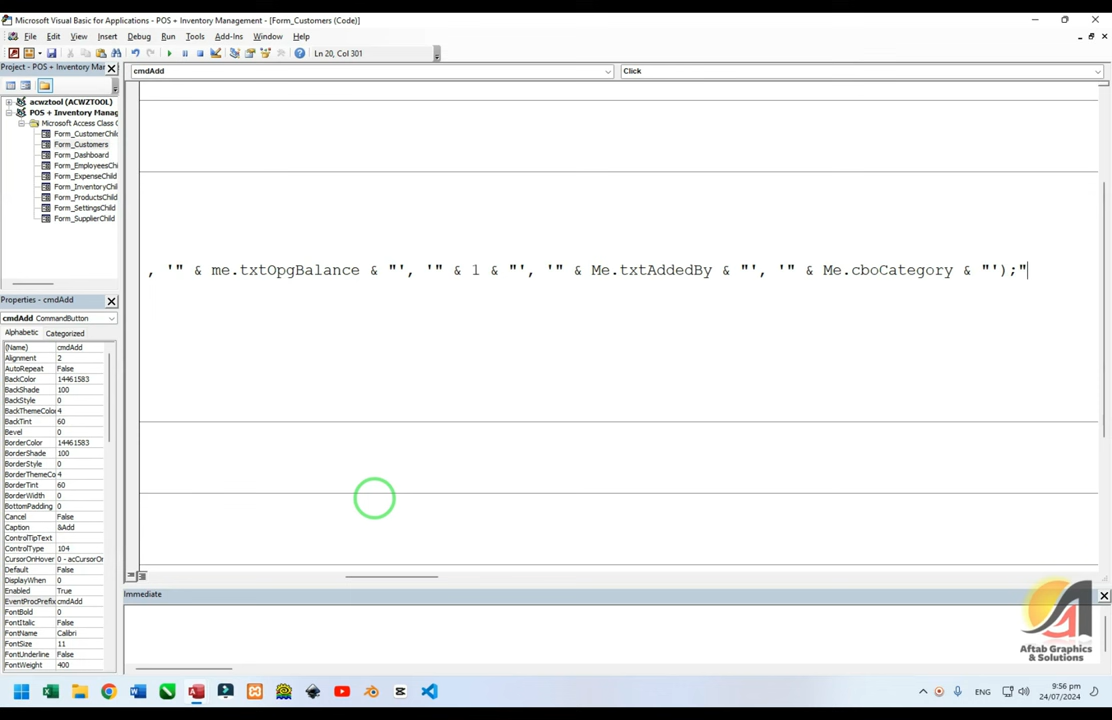 Microsoft Visual Basic for Applications - POS + Inventory Management - [Form_Customers (Code)]
File Edit View Insert Debug Run Tools Add-Ins Window Help
Ln 20, Col 301
Project - POS + Inventory Man
cmdAdd Click
acwztool (ACWZTOOL)
POS + Inventory Manag
Microsoft Access Class C
Form_CustomerChil
Form_Customers
Form_Dashboard
Form_EmployeesChi
Form_ExpenseChild
Form_InventoryChil
Form_ProductsChild
Form_SettingsChild
Form_SupplierChild
, '" & me.txtOpgBalance & "', '" & 1 & "', '" & Me.txtAddedBy & "', '" & Me.cboCategory & "');"
Properties - cmdAdd
cmdAdd CommandButton
Alphabetic Categorized
(Name) cmdAdd
Alignment 2
AutoRepeat False
BackColor 14461583
BackShade 100
BackStyle 0
BackThemeColor 4
BackTint 60
Bevel 0
BorderColor 14461583
BorderShade 100
BorderStyle 0
BorderThemeCo 4
BorderTint 60
BorderWidth 0
BottomPadding 0
Cancel False
Caption &Add
ControlTipText
ControlType 104
CursorOnHover 0 - acCursorOn
Default False
DisplayWhen 0
Enabled True
EventProcPrefix cmdAdd
FontBold 0
FontItalic False
FontName Calibri
FontSize 11
FontUnderline False
FontWeight 400
Immediate
Aftab Graphics
& Solutions
ENG
9:56 pm
24/07/2024